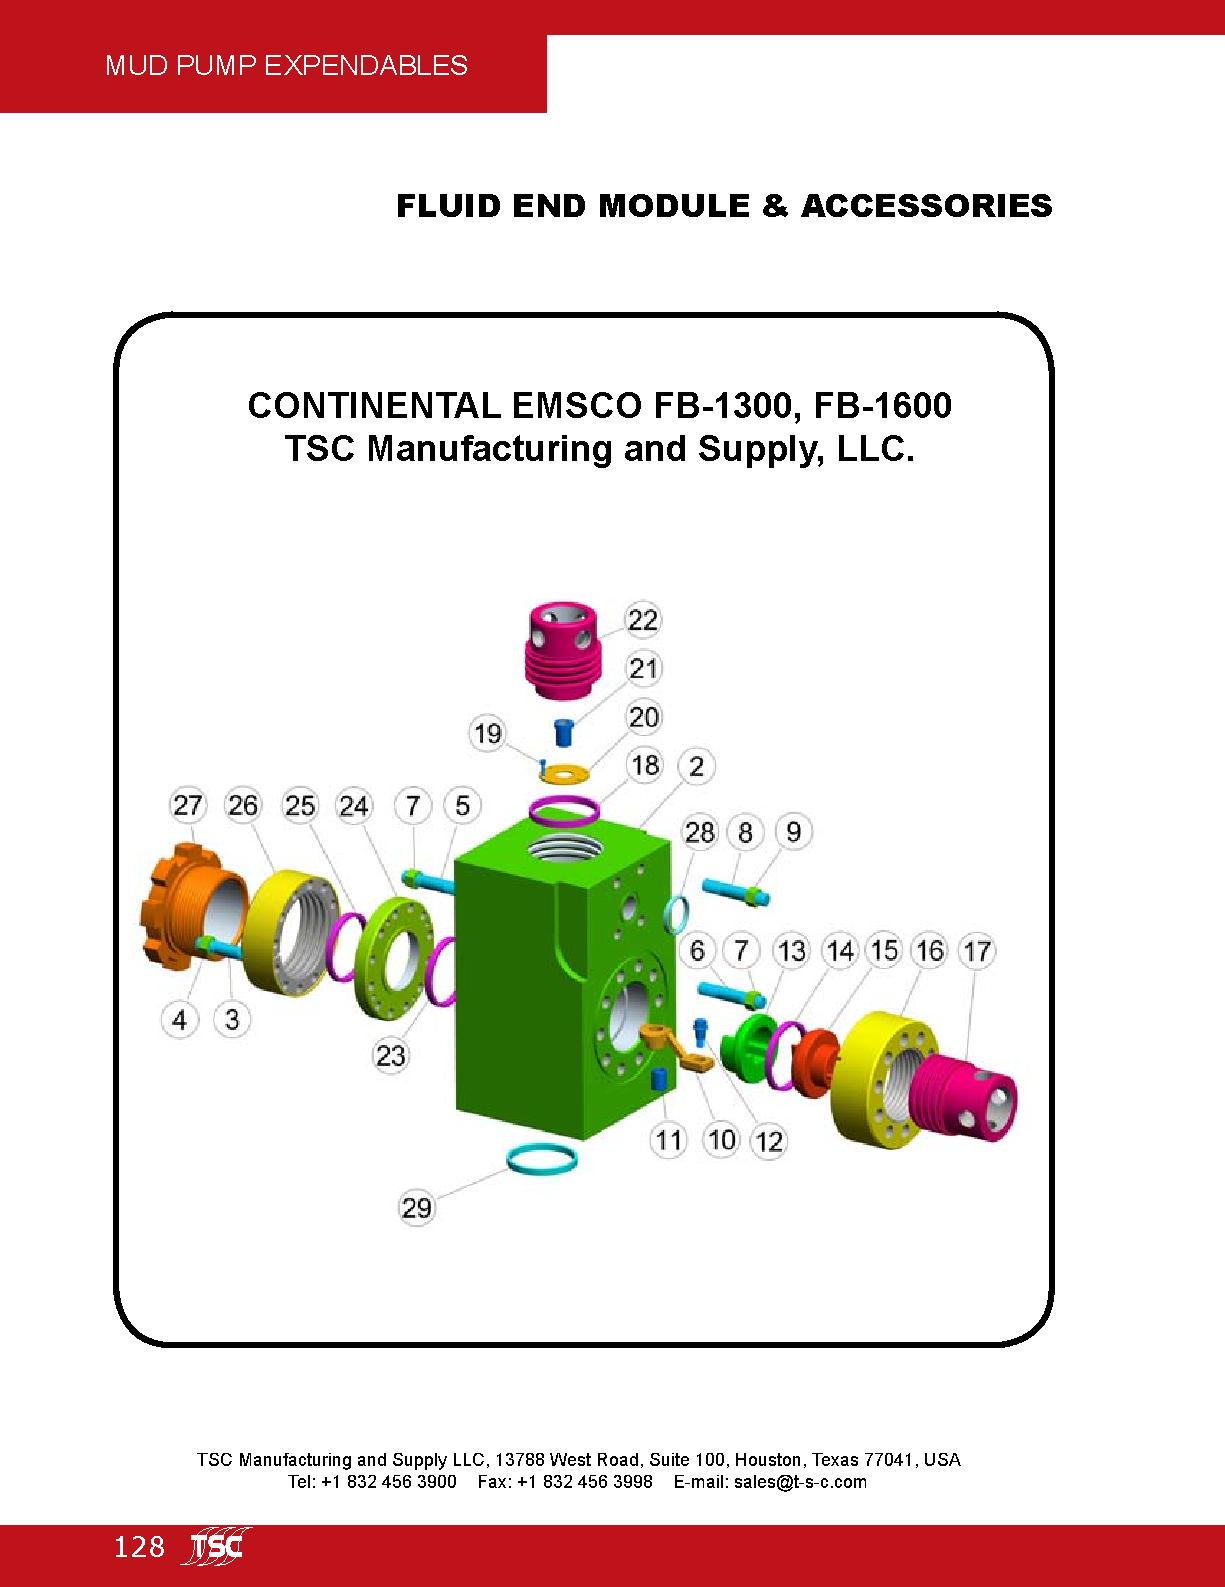 MUD PUMP EXPENDABLES
FLUID END MODULE & ACCESSORIES
CONTINENTAL EMSCO FB-1300, FB-1600
TSC Manufacturing and Supply, LLC.
22
21
20
19
18 2
27 26 25 24 7 5
28 8 9
6 7 13 14 15 16 17
4 3
23
11 10 12
29
TSC Manufacturing and Supply LLC, 13788 West Road, Suite 100, Houston, Texas 77041, USA
Tel: +1 832 456 3900 Fax: +1 832 456 3998 E-mail: sales@t-s-c.com
128 TSC